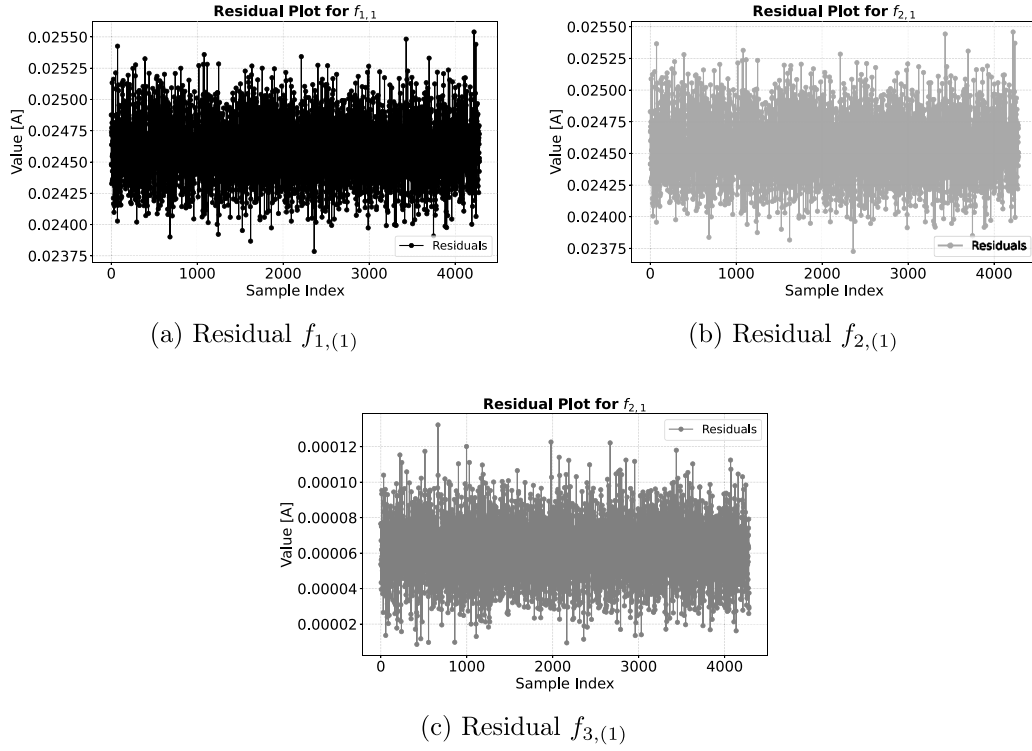 Residual Plot for f1,1
Value [A]
0.02550
0.02525
0.02500
0.02475
0.02450
0.02425
0.02400
0.02375
Residuals
0 1000 2000 3000 4000
Sample Index
(a) Residual f1,(1)
Residual Plot for f2,1
Value [A]
0.02550
0.02525
0.02500
0.02475
0.02450
0.02425
0.02400
0.02375
Residuals
0 1000 2000 3000 4000
Sample Index
(b) Residual f2,(1)
Residual Plot for f2,1
Value [A]
0.00012
0.00010
0.00008
0.00006
0.00004
0.00002
Residuals
0 1000 2000 3000 4000
Sample Index
(c) Residual f3,(1)